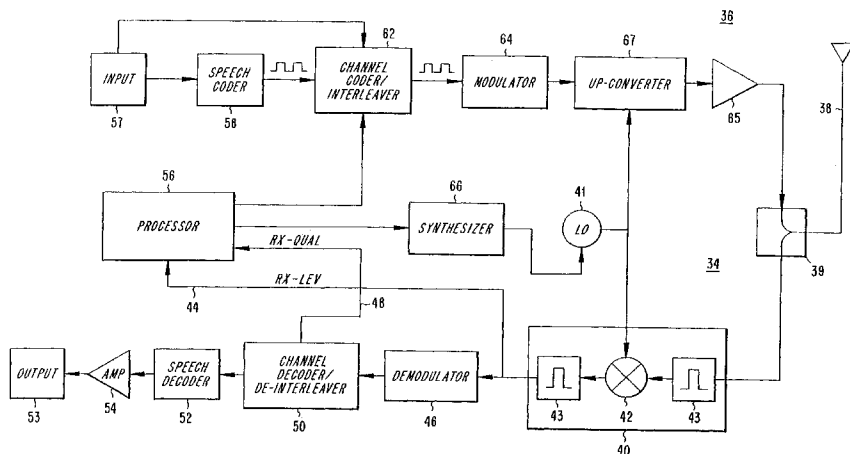 36
62
64
67
INPUT
57
SPEECH
CODER
58
CHANNEL
CODER/
INTERLEAVER
MODULATOR
UP-CONVERTER
65
38
56
PROCESSOR
66
SYNTHESIZER
41
LO
39
34
RX-QUAL
RX-LEV
44
48
OUTPUT
53
AMP
54
SPEECH
DECODER
52
CHANNEL
DECODER/
DE-INTERLEAVER
50
DEMODULATOR
46
43
42
43
40